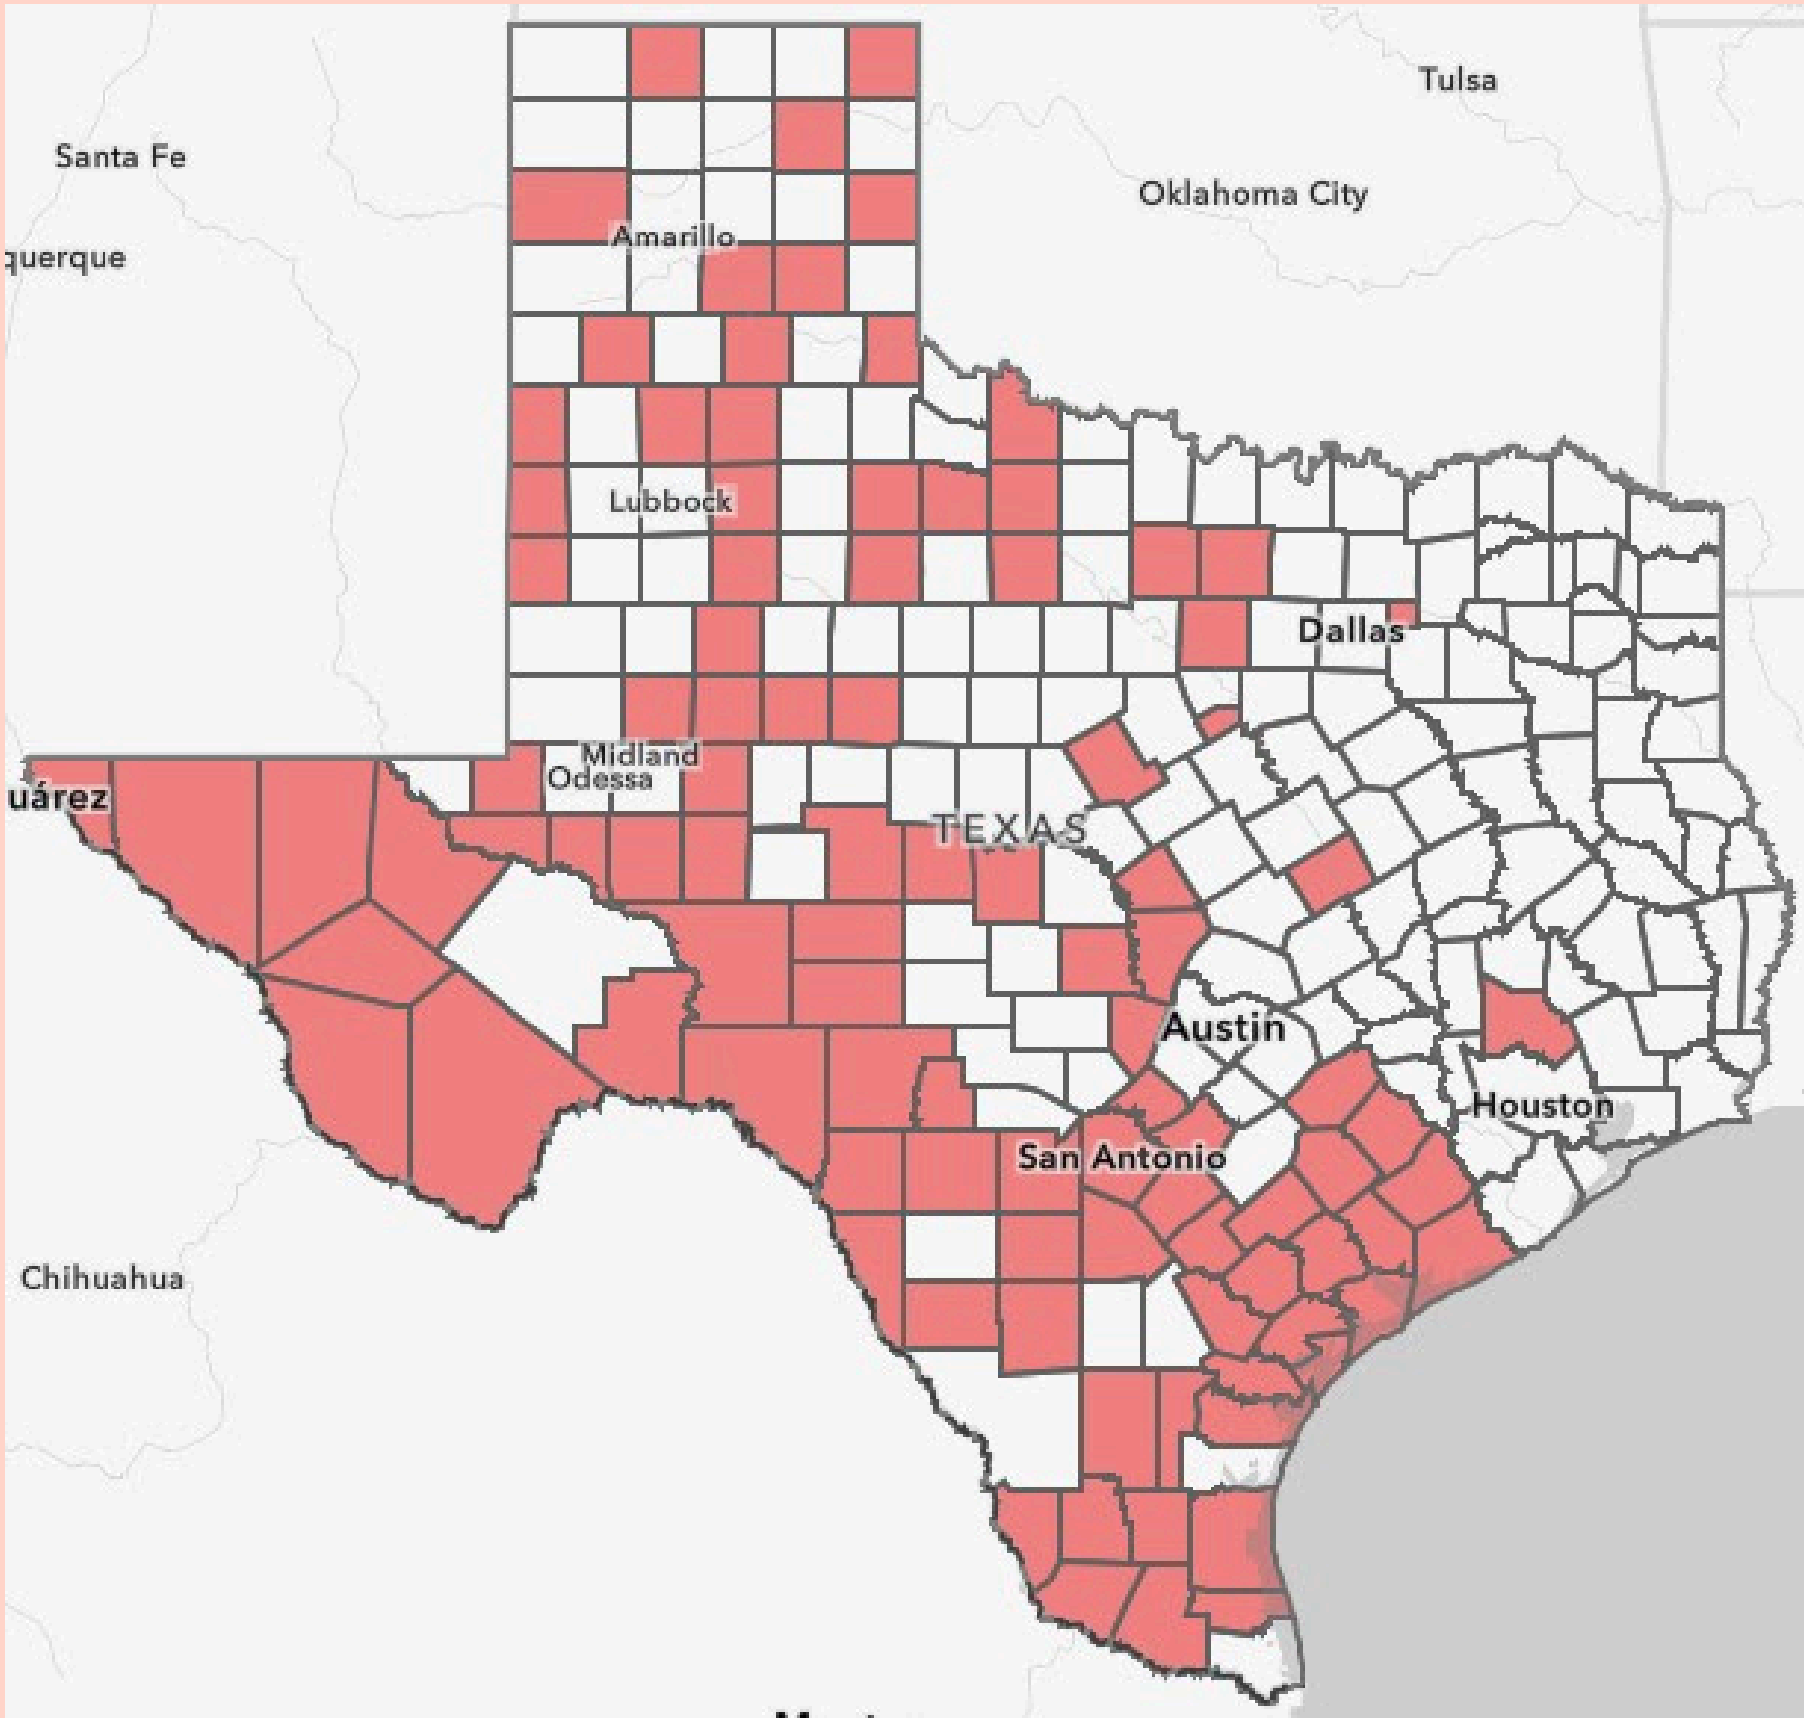 Tulsa
Santa Fe
Oklahoma City
Amarillo
querque
Lubbock
Dallas
Midland
Odessa
uárez
TEXAS
Austin
Houston
San Antonio
Chihuahua